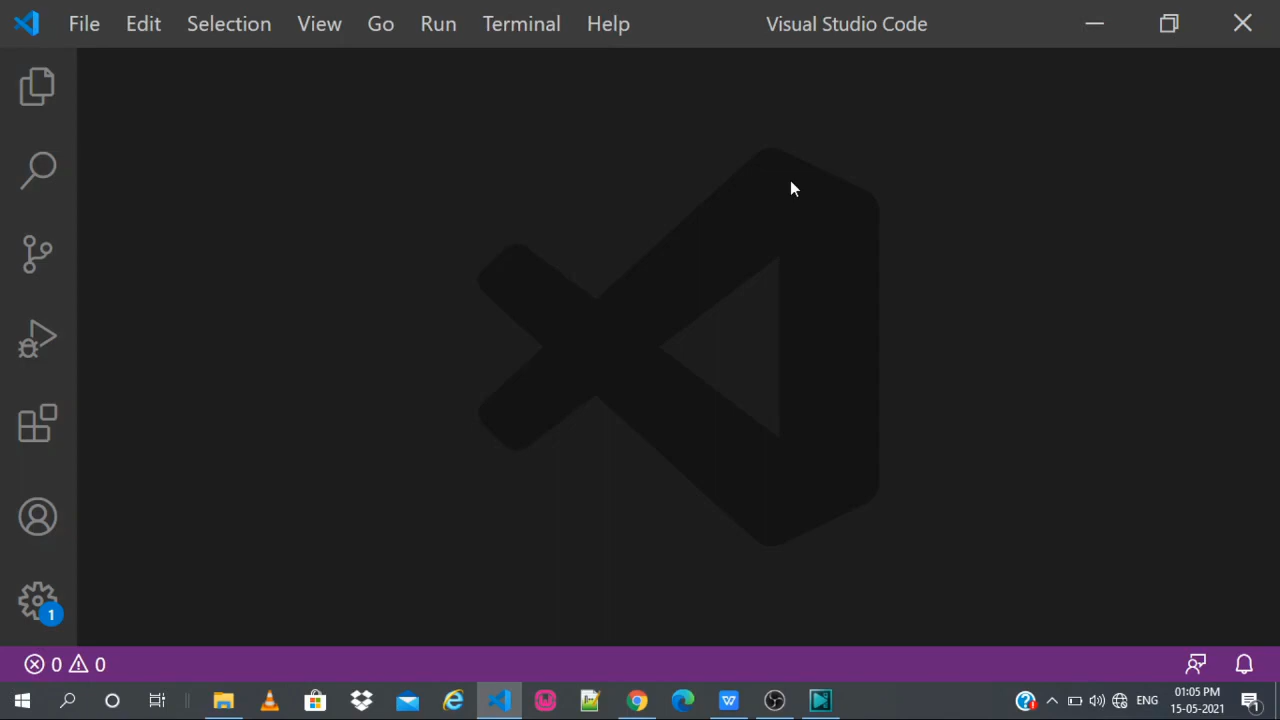 File Edit Selection View Go Run Terminal Help Visual Studio Code
1
0 0
ENG 01:05 PM
15-05-2021 1